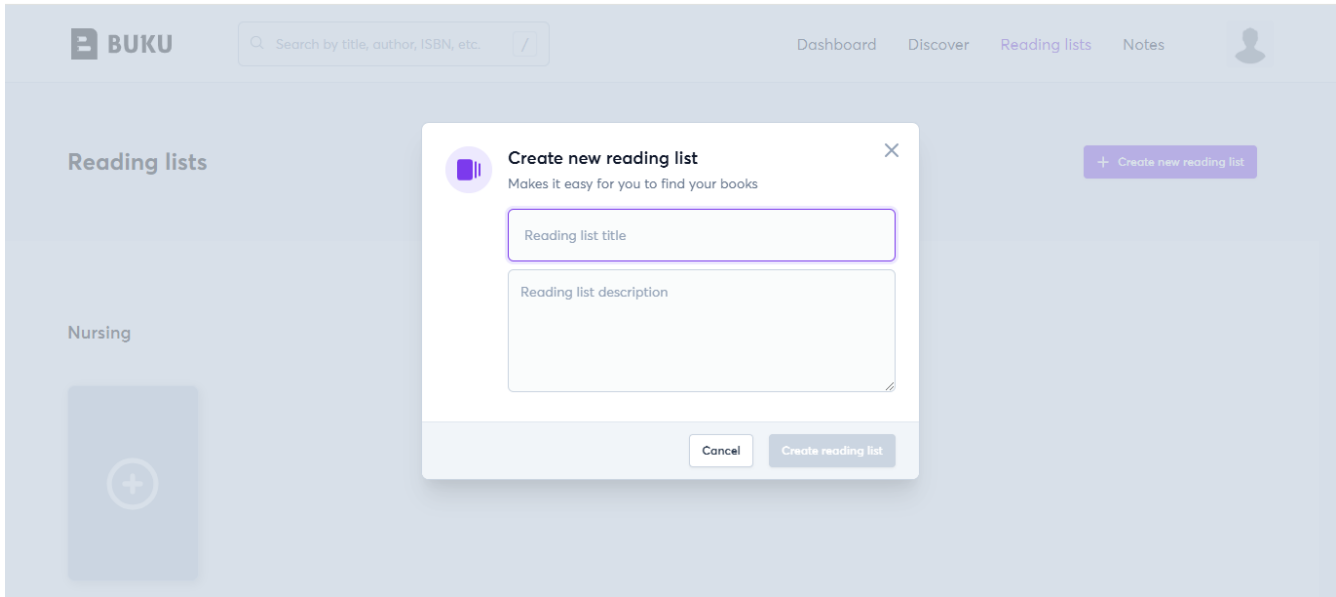 BUKU
Search by title, author, ISBN, etc. /
Dashboard Discover Reading lists Notes
Reading lists
+ Create new reading list
Create new reading list
Makes it easy for you to find your books
Reading list title
Reading list description
Nursing
Cancel Create reading list